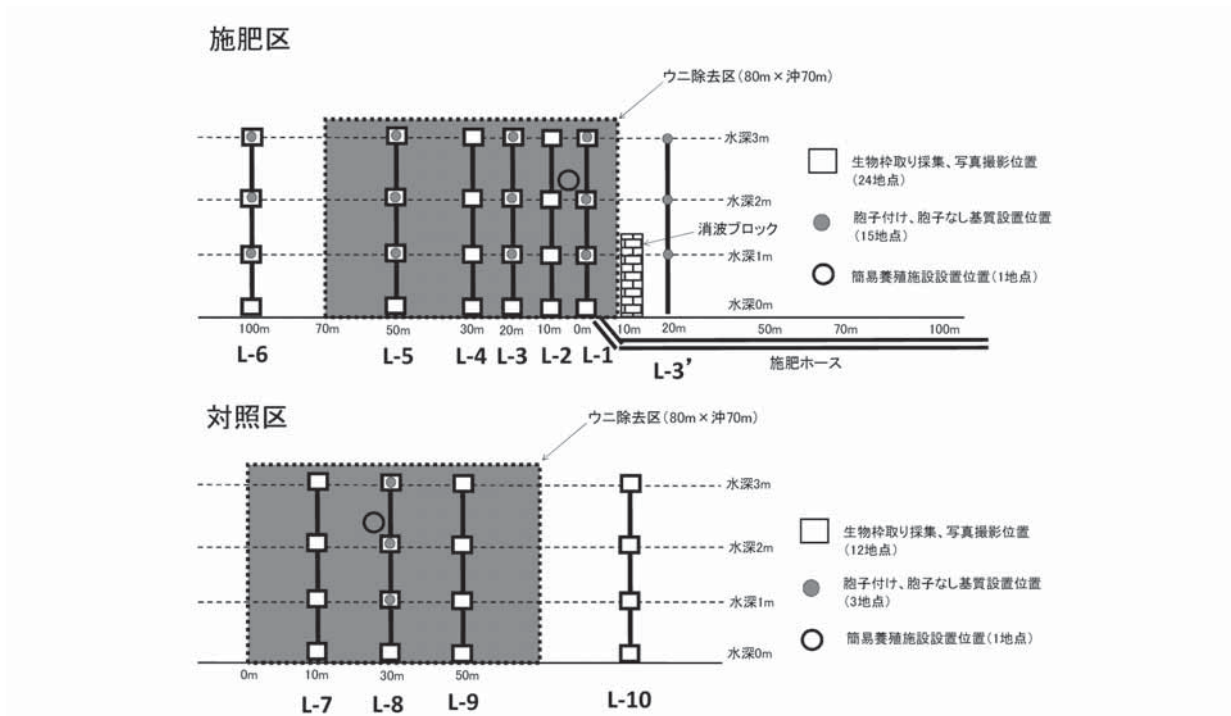 施肥区
ウニ除去区(80m×沖70m)
水深3m
生物枠取り採集、写真撮影位置
(24地点)
水深2m
消波ブロック
胞子付け、胞子なし基質設置位置
(15地点)
水深1m
簡易養殖施設設置位置(1地点)
水深0m
100m 70m 50m 30m 20m 10m 0m 10m 20m 50m 70m 100m
L-6 L-5 L-4 L-3 L-2 L-1 L-3’
施肥ホース
対照区
ウニ除去区(80m×沖70m)
水深3m
生物枠取り採集、写真撮影位置
(12地点)
水深2m
胞子付け、胞子なし基質設置位置
(3地点)
水深1m
簡易養殖施設設置位置(1地点)
水深0m
0m 10m 30m 50m
L-7 L-8 L-9 L-10